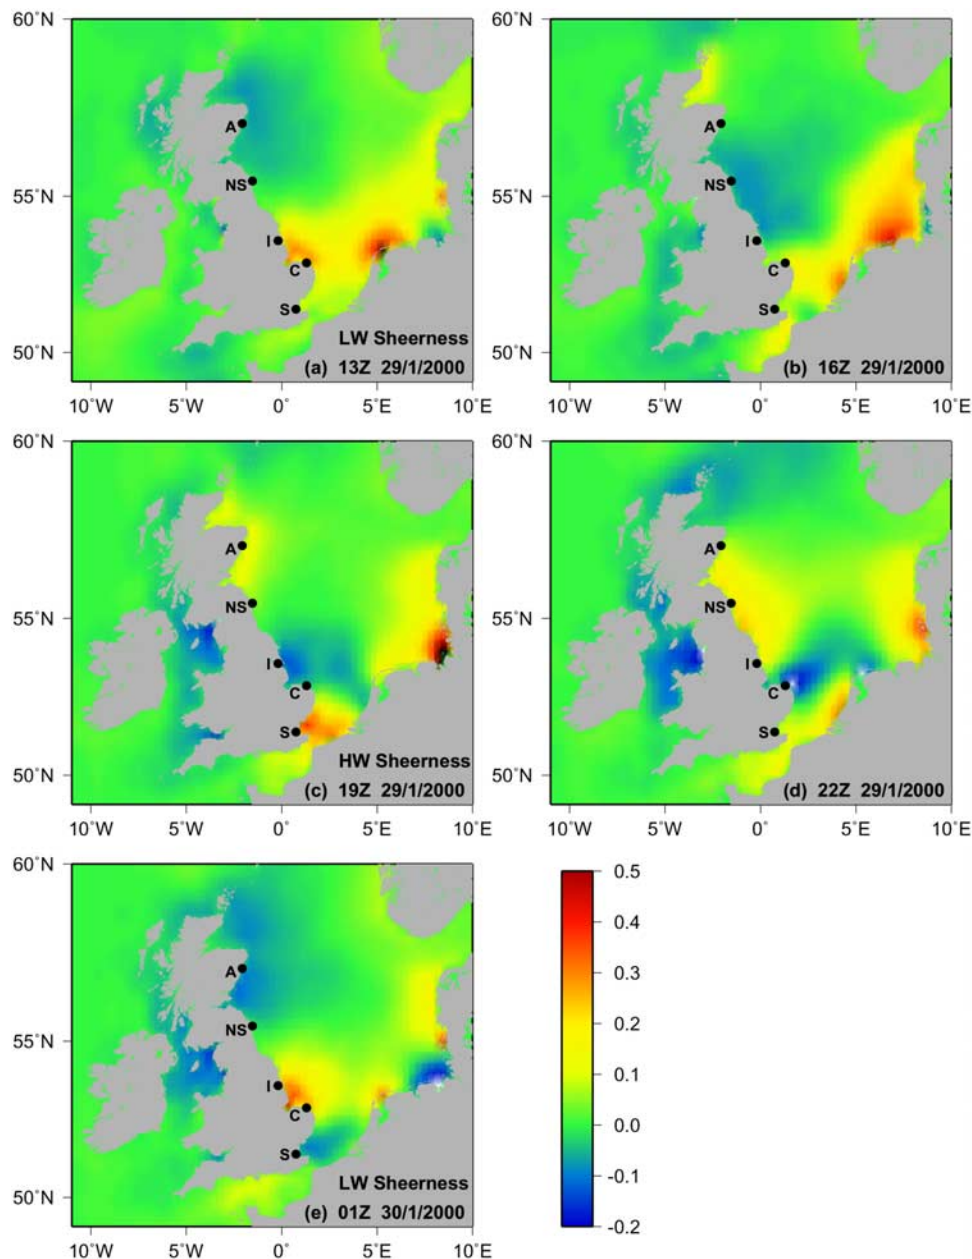 60°N
55°N
50°N
A
NS
I
C
S
LW Sheerness
(a) 13Z 29/1/2000
10°W 5°W 0° 5°E 10°E
60°N
55°N
50°N
A
NS
I
C
S
(b) 16Z 29/1/2000
10°W 5°W 0° 5°E 10°E
60°N
55°N
50°N
A
NS
I
C
S
HW Sheerness
(c) 19Z 29/1/2000
10°W 5°W 0° 5°E 10°E
60°N
55°N
50°N
A
NS
I
C
S
(d) 22Z 29/1/2000
10°W 5°W 0° 5°E 10°E
60°N
55°N
50°N
A
NS
I
C
S
LW Sheerness
(e) 01Z 30/1/2000
10°W 5°W 0° 5°E 10°E
0.5
0.4
0.3
0.2
0.1
0.0
-0.1
-0.2